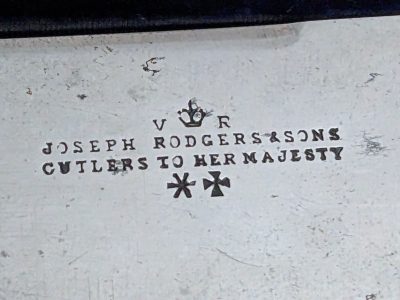 V R
JOSEPH RODGERS & SONS
CUTLERS TO HER MAJESTY